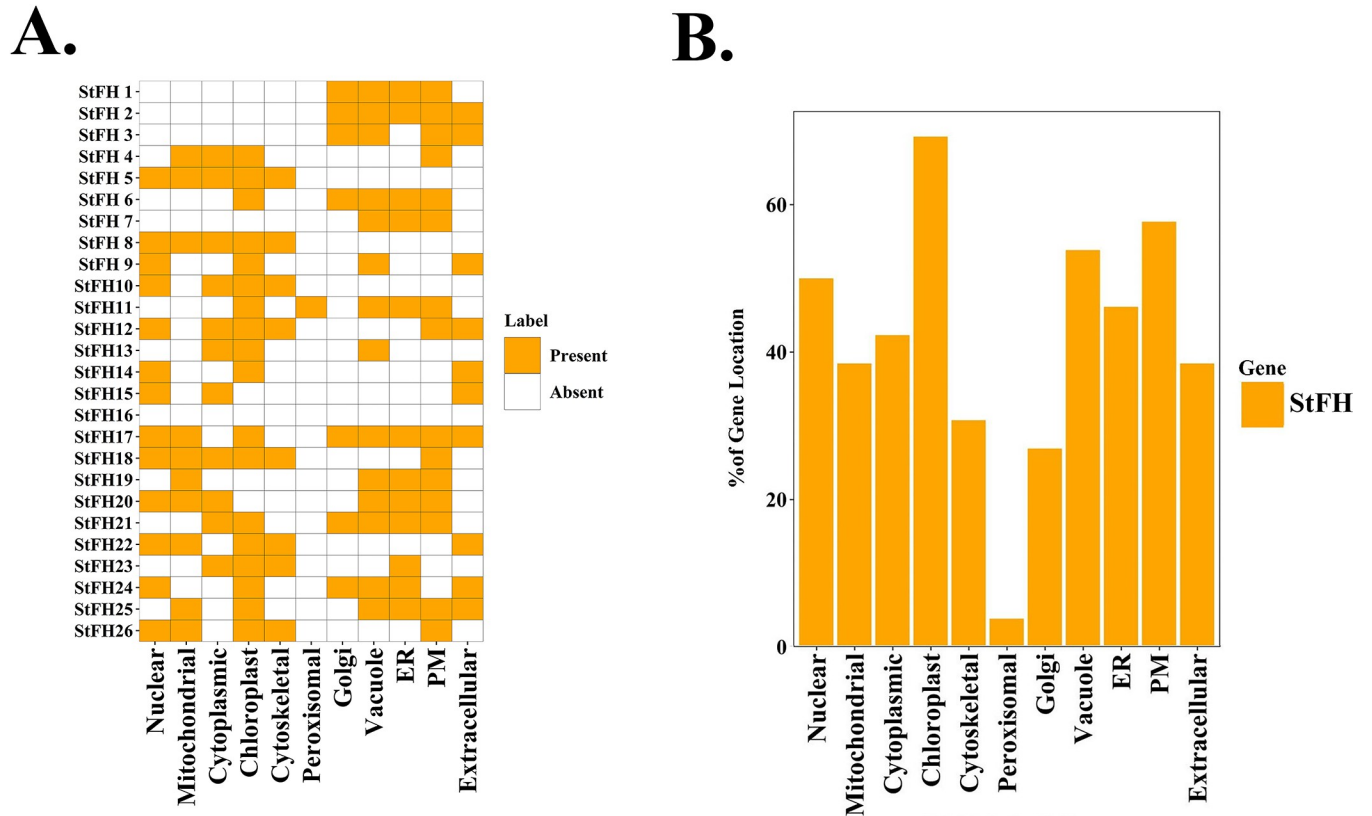 A.
StFH 1
StFH 2
StFH 3
StFH 4
StFH 5
StFH 6
StFH 7
StFH 8
StFH 9
StFH10
StFH11
StFH12
StFH13
StFH14
StFH15
StFH16
StFH17
StFH18
StFH19
StFH20
StFH21
StFH22
StFH23
StFH24
StFH25
StFH26
Nuclear
Mitochondrial
Cytoplasmic
Chloroplast
Cytoskeletal
Peroxisomal
Golgi
Vacuole
ER
PM
Extracellular
Label
Present
Absent
B.
%of Gene Location
60
40
20
0
Nuclear
Mitochondrial
Cytoplasmic
Chloroplast
Cytoskeletal
Peroxisomal
Golgi
Vacuole
ER
PM
Extracellular
Gene
StFH